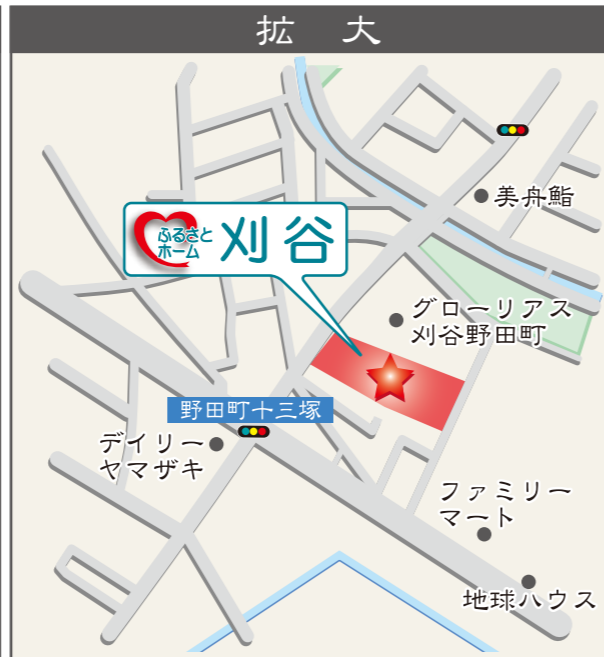 拡 大
美舟鮨
ふるさと
ホーム
刈谷
グローリアス
刈谷野田町
野田町十三塚
デイリー
ヤマザキ
ファミリー
マート
地球ハウス